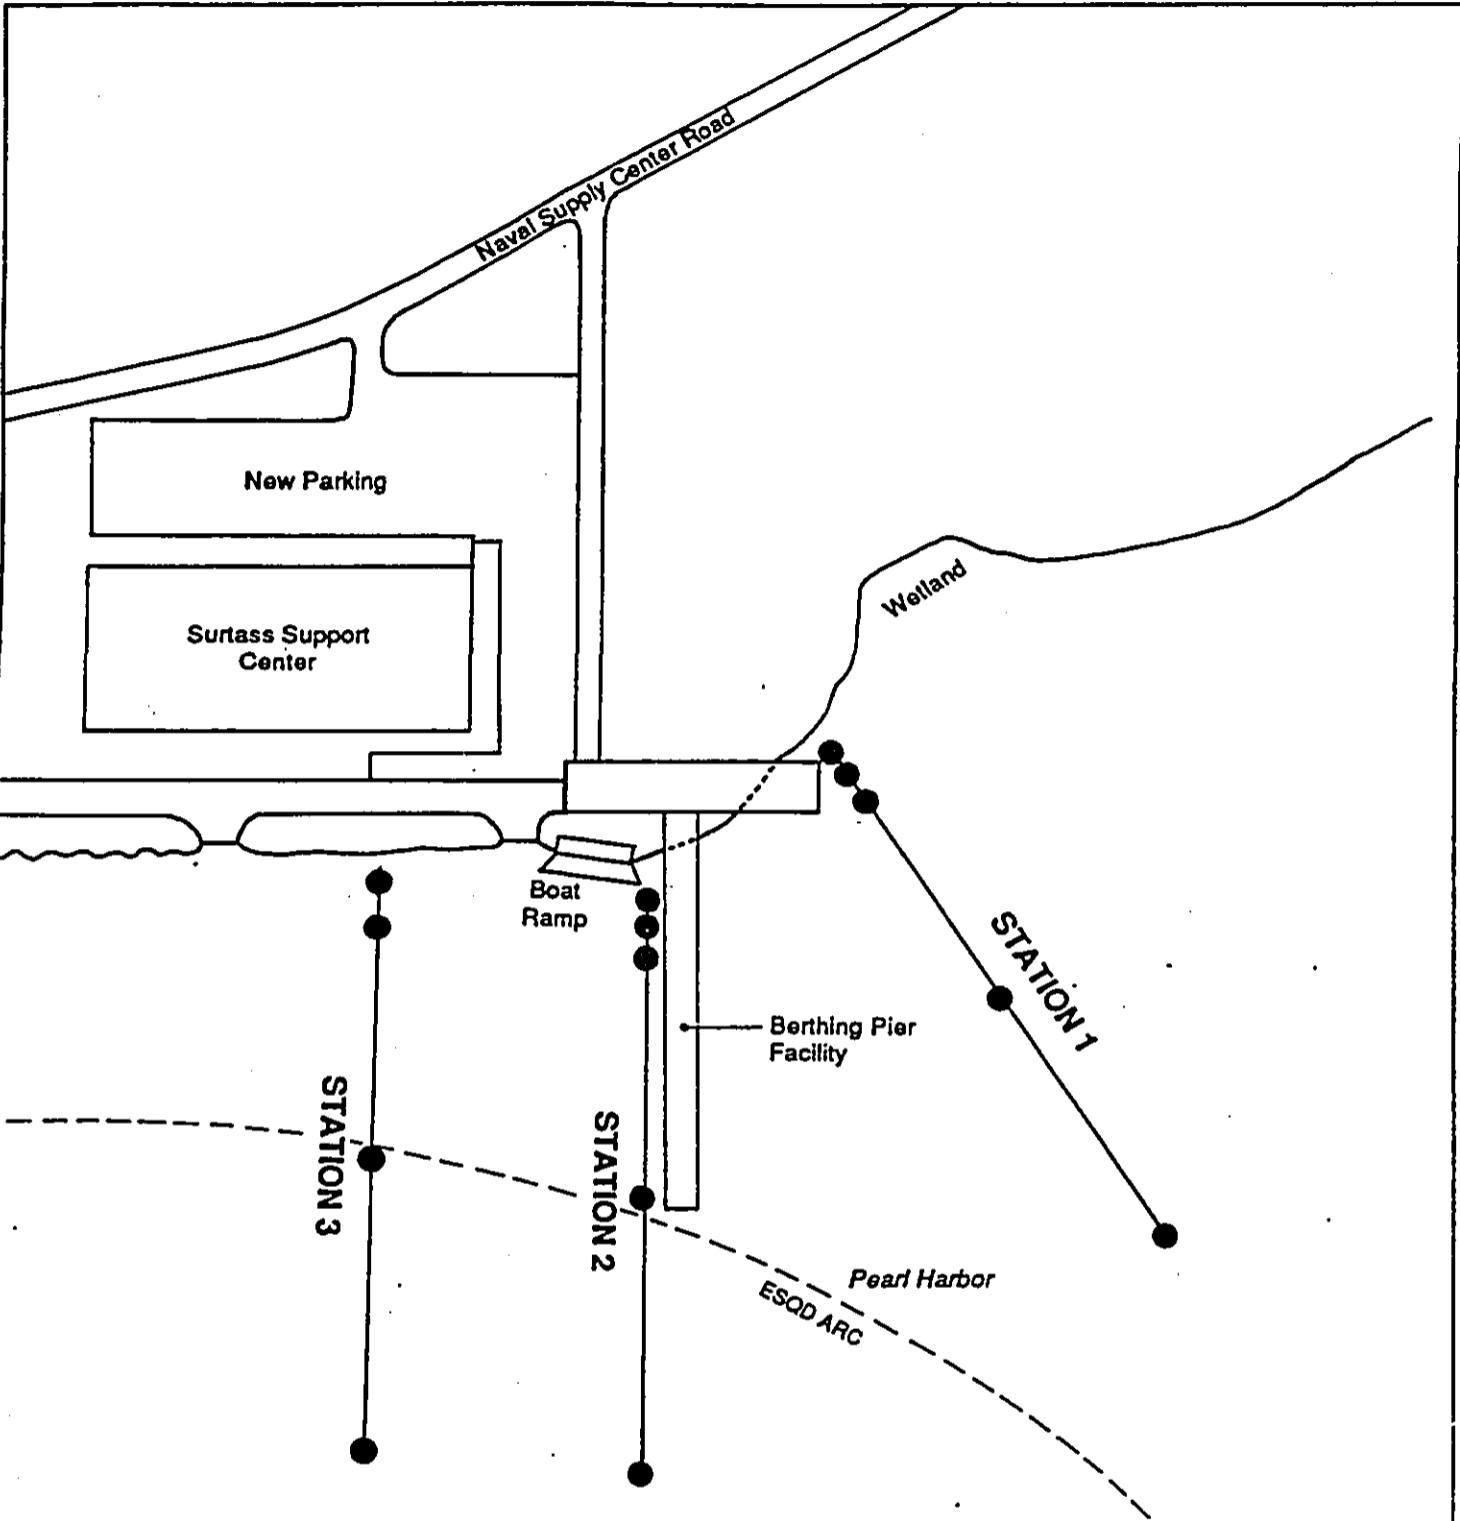 Naval Supply Center Road
New Parking
Surtass Support
Center
Wetland
Boat
Ramp
STATION 1
Berthing Pier
Facility
STATION 3
STATION 2
Pearl Harbor
ESQD ARC